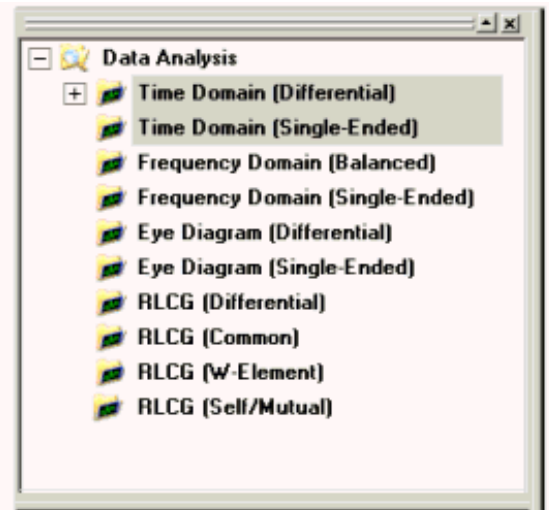 Data Analysis
Time Domain (Differential)
Time Domain (Single-Ended)
Frequency Domain (Balanced)
Frequency Domain (Single-Ended)
Eye Diagram (Differential)
Eye Diagram (Single-Ended)
RLCG (Differential)
RLCG (Common)
RLCG (W-Element)
RLCG (Self/Mutual)